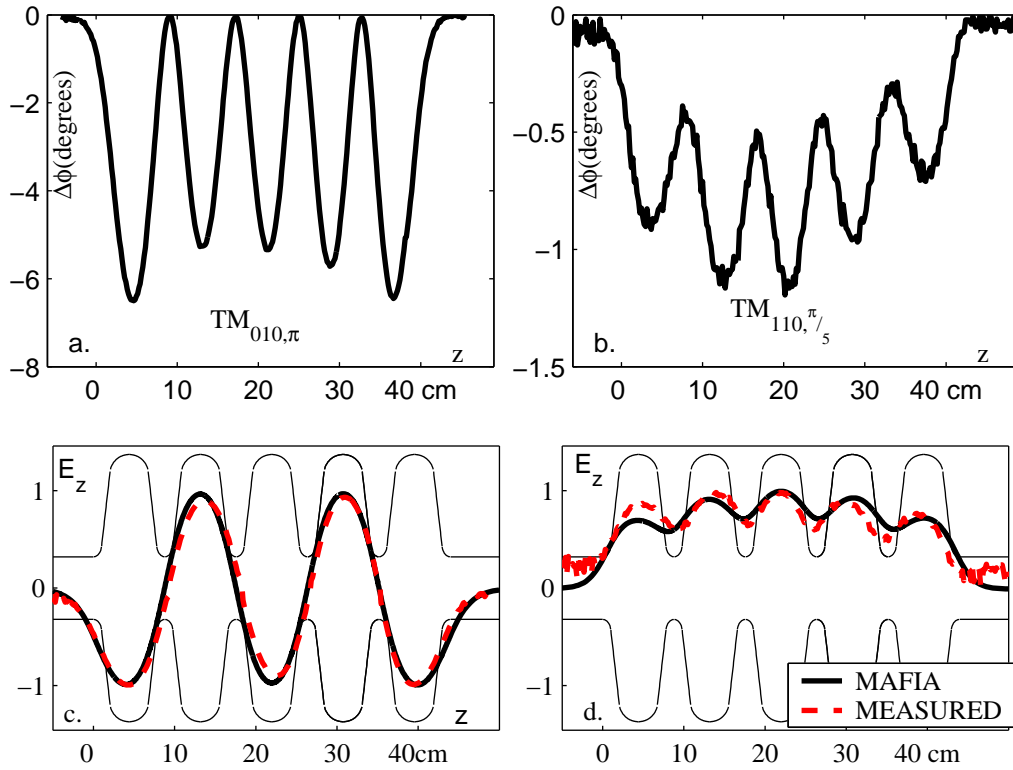 0
−2
−4
−6
−8
Δϕ(degrees)
TM010,π
a.
z
0 10 20 30 40 cm
0
−0.5
−1
−1.5
Δϕ(degrees)
TM110,π/5
b.
z
0 10 20 30 40 cm
Ez
1
0
−1
c.
z
0 10 20 30 40cm
Ez
1
0
−1
d.
MAFIA
MEASURED
0 10 20 30 40 cm